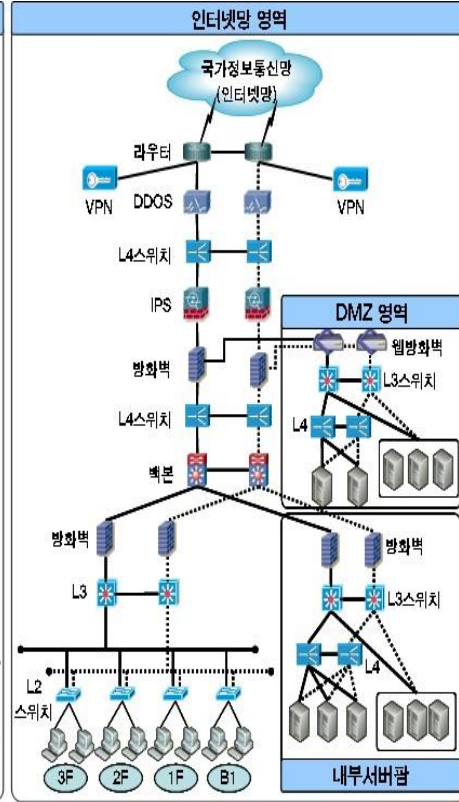 인터넷망 영역
국가정보통신망
(인터넷망)
라우터
VPN
DDOS
VPN
L4스위치
IPS
DMZ 영역
방화벽
웹방화벽
L3스위치
L4스위치
L4
백본
방화벽
방화벽
L3
L3스위치
L4
L2
스위치
3F
2F
1F
B1
내부서버팜